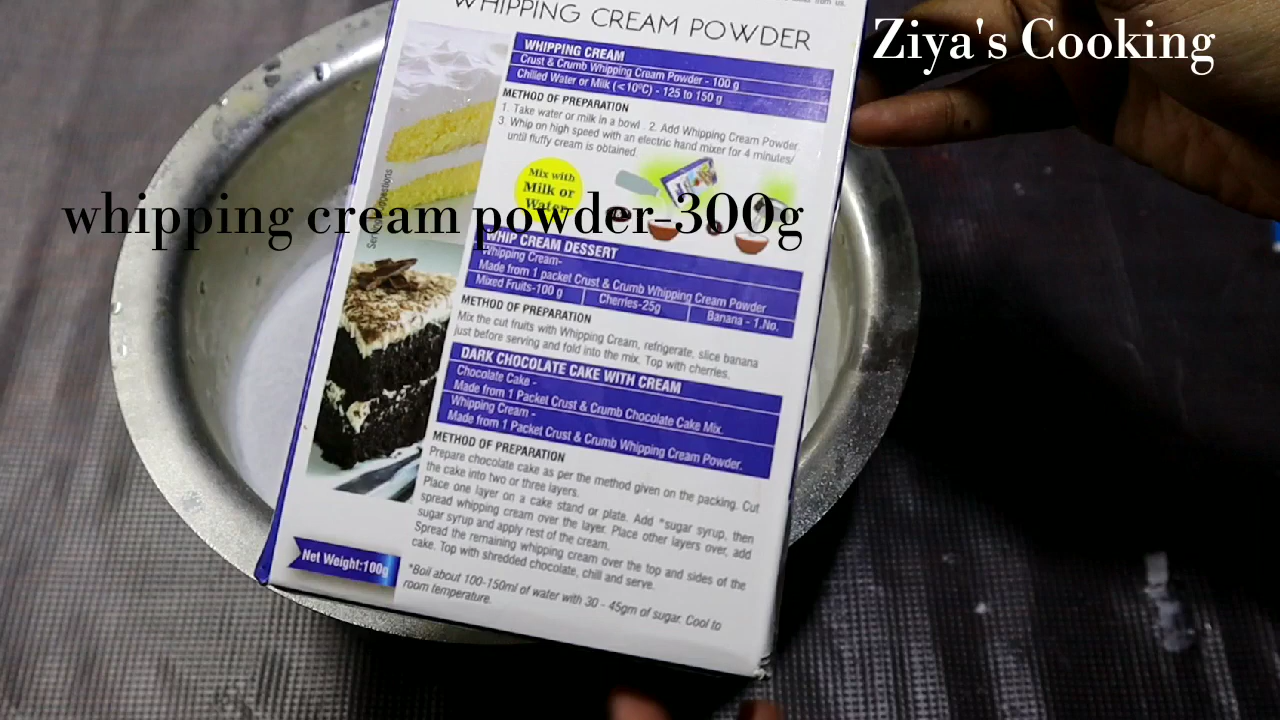 WHIPPING CREAM POWDER
Ziya's Cooking
WHIPPING CREAM
Crust & Crumb Whipping Cream Powder - 100 g
Chilled Water or Milk (<10ºC) - 125 to 150 g
METHOD OF PREPARATION
1. Take water or milk in a bowl . 2. Add Whipping Cream Powder.
3. Whip on high speed with an electric hand mixer for 4 minutes/
until fluffy cream is obtained.
Mix with
Milk or
Water
whipping cream powder-300g
WHIP CREAM DESSERT
Whipping Cream-
Made from 1 packet Crust & Crumb Whipping Cream Powder
Mixed Fruits-100 g Cherries-25g Banana - 1.No.
METHOD OF PREPARATION
Mix the cut fruits with Whipping Cream, refrigerate, slice banana
just before serving and fold into the mix. Top with cherries.
DARK CHOCOLATE CAKE WITH CREAM
Chocolate Cake -
Made from 1 Packet Crust & Crumb Chocolate Cake Mix.
Whipping Cream -
Made from 1 Packet Crust & Crumb Whipping Cream Powder.
METHOD OF PREPARATION
Prepare chocolate cake as per the method given on the packing. Cut
the cake into two or three layers.
Place one layer on a cake stand or plate. Add *sugar syrup, then
spread whipping cream over the layer. Place other layers over, add
sugar syrup and apply rest of the cream.
Spread the remaining whipping cream over the top and sides of the
cake. Top with shredded chocolate, chill and serve.
*Boil about 100-150ml of water with 30 - 45gm of sugar. Cool to
room temperature.
Net Weight:100g